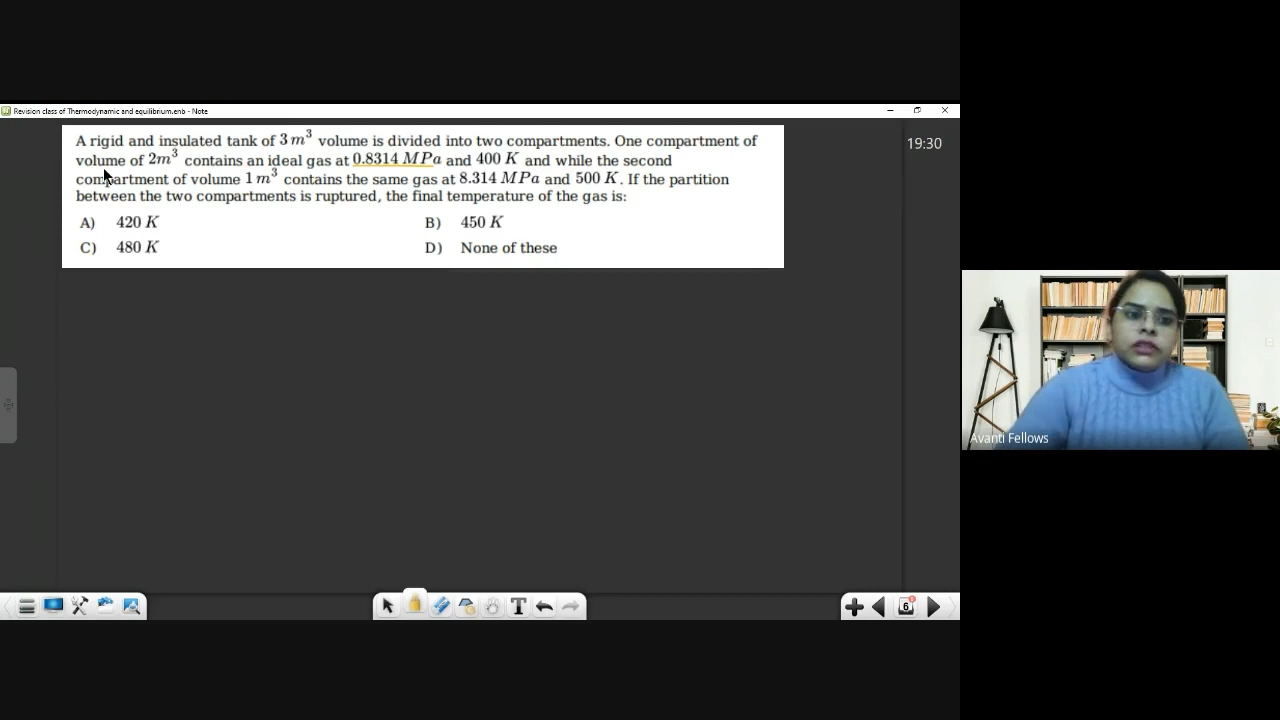 Revision class of Thermodynamic and equilibrium.enb - Note
A rigid and insulated tank of 3 m³ volume is divided into two compartments. One compartment of
volume of 2m³ contains an ideal gas at 0.8314 MPa and 400 K and while the second
compartment of volume 1 m³ contains the same gas at 8.314 MPa and 500 K. If the partition
between the two compartments is ruptured, the final temperature of the gas is:
A) 420 K B) 450 K
C) 480 K D) None of these
19:30
Avanti Fellows
T
6